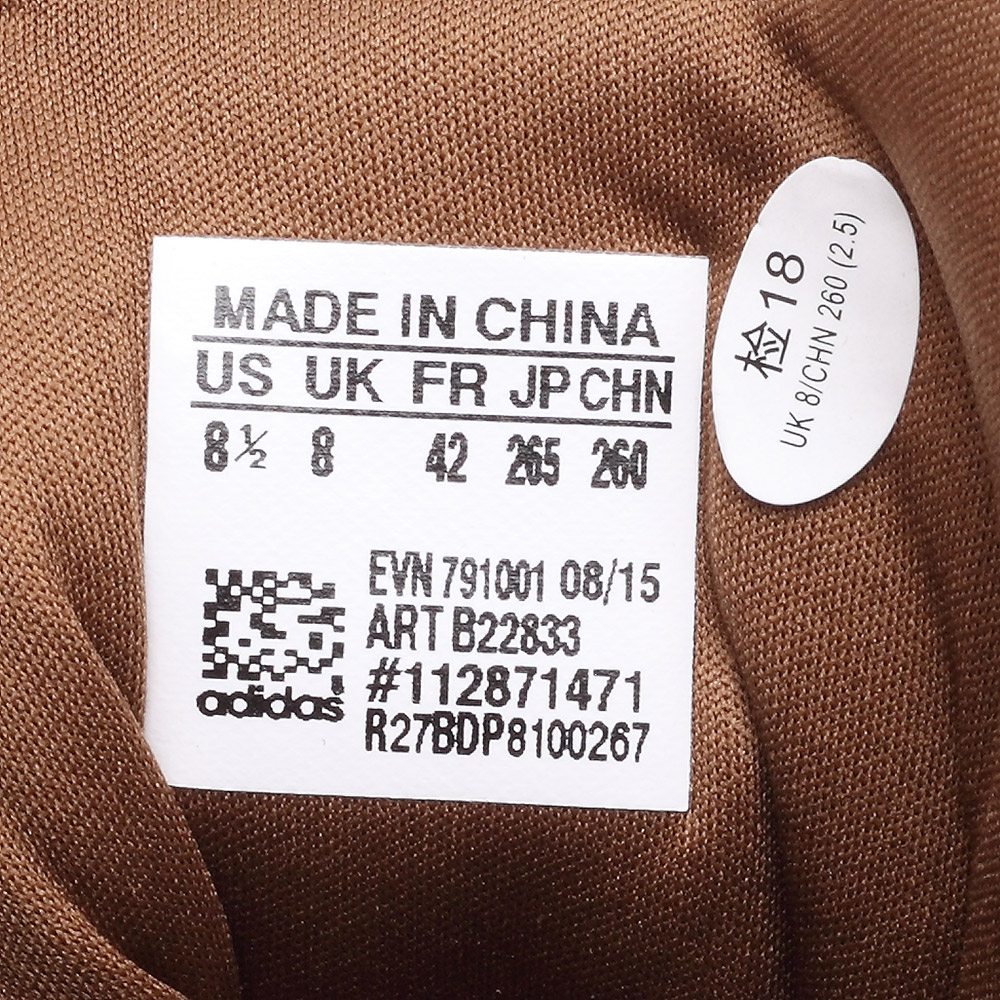 MADE IN CHINA
US UK FR JP CHN
8½ 8 42 265 260
EVN 791001 08/15
ART B22833
#112871471
R27BDP8100267
adidas
检18
UK 8/CHN 260 (2.5)